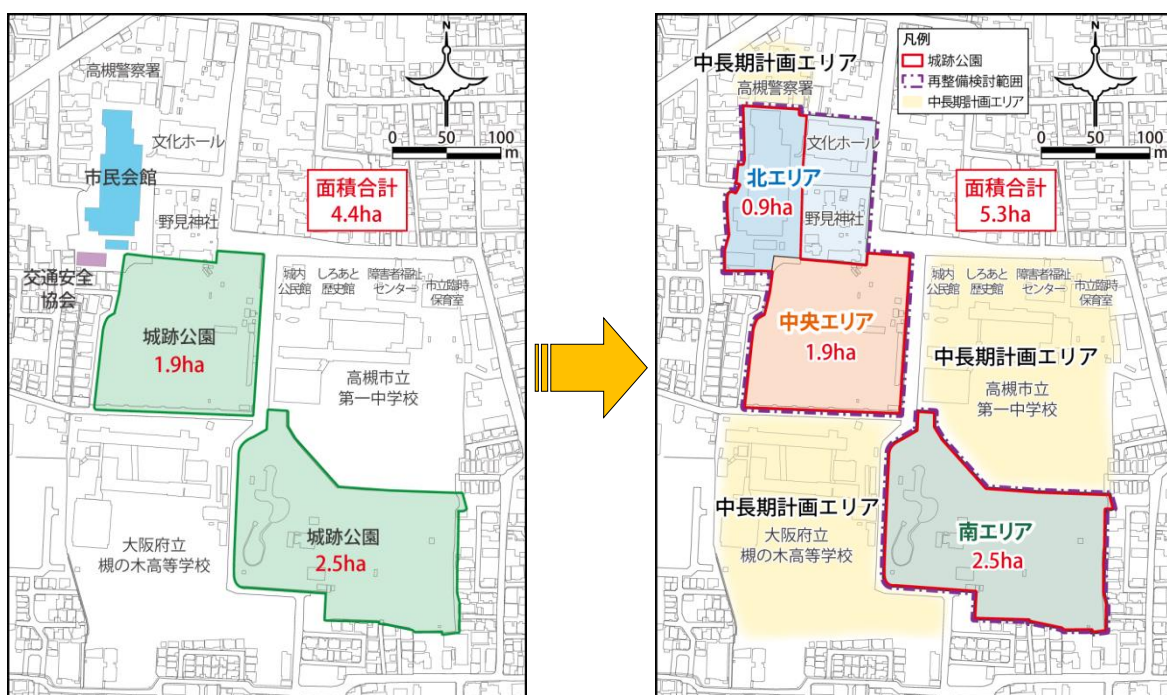 高槻警察署
0 50 100
m
文化ホール
市民会館
面積合計
4.4ha
野見神社
交通安全
協会
城内
公民館
しろあと
歴史館
障害者福祉
センター
市立臨時
保育室
城跡公園
1.9ha
高槻市立
第一中学校
城跡公園
2.5ha
大阪府立
槻の木高等学校
凡例
城跡公園
再整備検討範囲
中長期計画エリア
中長期計画エリア
高槻警察署
0 50 100
m
文化ホール
北エリア
0.9ha
面積合計
5.3ha
野見神社
城内
公民館
しろあと
歴史館
障害者福祉
センター
市立臨時
保育室
中央エリア
1.9ha
中長期計画エリア
高槻市立
第一中学校
中長期計画エリア
大阪府立
槻の木高等学校
南エリア
2.5ha